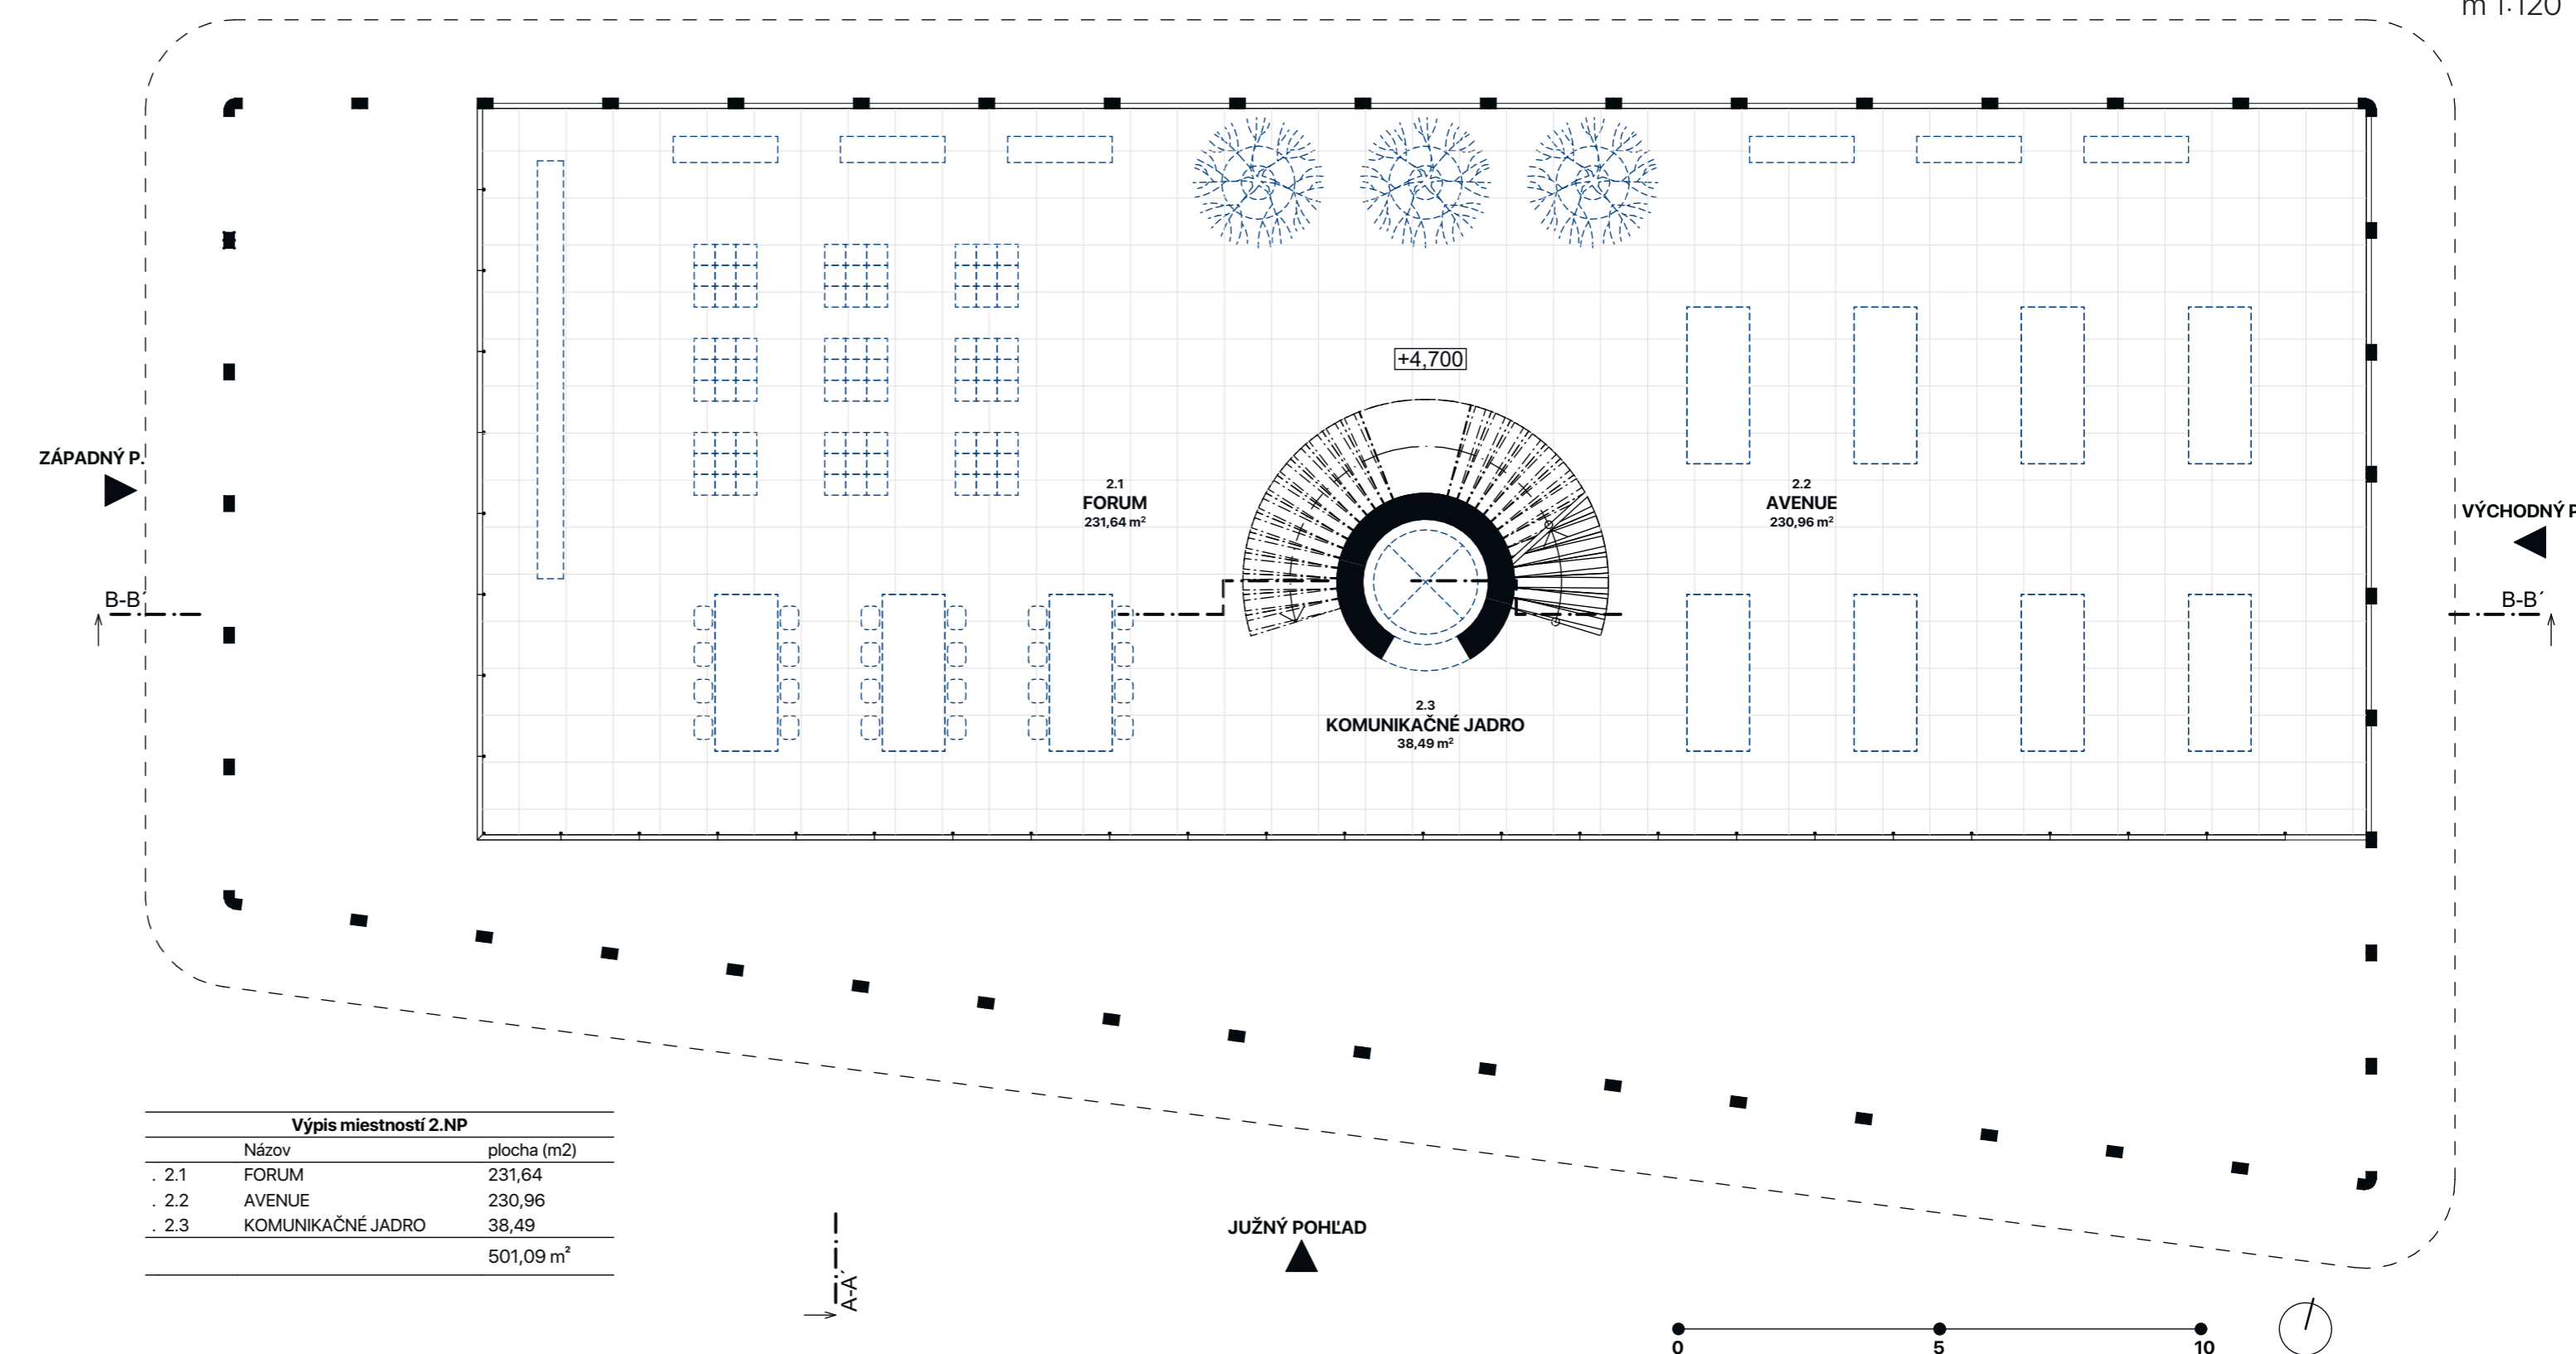 m 1:120
+4,700
ZÁPADNÝ P.
2.1
FORUM
231,64 m²
2.2
AVENUE
230,96 m²
VÝCHODNÝ P
B-B´
B-B´
2.3
KOMUNIKAČNÉ JADRO
38,49 m²
Výpis miestností 2.NP
Názov plocha (m2)
. 2.1 FORUM 231,64
. 2.2 AVENUE 230,96
. 2.3 KOMUNIKAČNÉ JADRO 38,49
501,09 m²
A-A´
JUŽNÝ POHĽAD
0 5 10